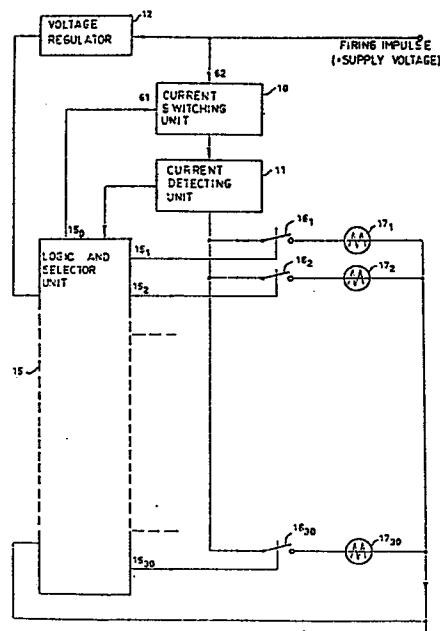 VOLTAGE
REGULATOR
12
FIRING IMPULSE
(=SUPPLY VOLTAGE)
62
61
CURRENT
SWITCHING
UNIT
10
CURRENT
DETECTING
UNIT
11
15₀
LOGIC AND
SELECTOR
UNIT
15₁
16₁
17₁
15₂
16₂
17₂
15
16₃₀
17₃₀
15₃₀